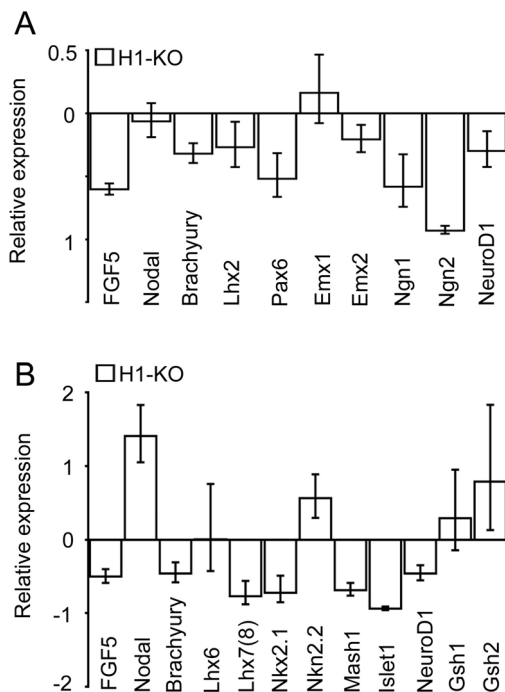 A
H1-KO
Relative expression
0.5
0
1
FGF5
Nodal
Brachyury
Lhx2
Pax6
Emx1
Emx2
Ngn1
Ngn2
NeuroD1
B
H1-KO
Relative expression
2
1
0
-1
-2
FGF5
Nodal
Brachyury
Lhx6
Lhx7(8)
Nkx2.1
Nkn2.2
Mash1
Islet1
NeuroD1
Gsh1
Gsh2